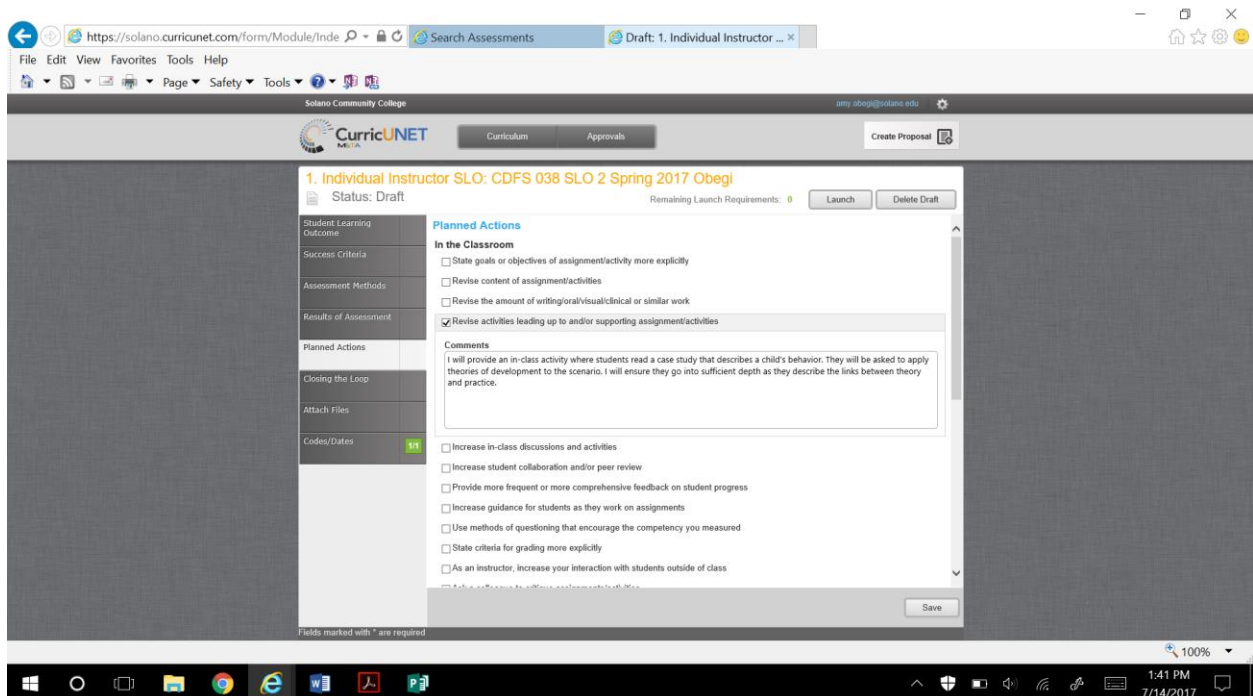 https://solano.curricunet.com/form/Module/Inde
Search Assessments
Draft: 1. Individual Instructor ...
File Edit View Favorites Tools Help
Page Safety Tools
Solano Community College
amy.obegi@solano.edu
CurricUNET
META
Curriculum
Approvals
Create Proposal
1. Individual Instructor SLO: CDFS 038 SLO 2 Spring 2017 Obegi
Status: Draft
Remaining Launch Requirements: 0
Launch
Delete Draft
Student Learning
Outcome
Success Criteria
Assessment Methods
Results of Assessment
Planned Actions
Closing the Loop
Attach Files
Codes/Dates
1/1
Planned Actions
In the Classroom
State goals or objectives of assignment/activity more explicitly
Revise content of assignment/activities
Revise the amount of writing/oral/visual/clinical or similar work
Revise activities leading up to and/or supporting assignment/activities
Comments
I will provide an in-class activity where students read a case study that describes a child's behavior. They will be asked to apply
theories of development to the scenario. I will ensure they go into sufficient depth as they describe the links between theory
and practice.
Increase in-class discussions and activities
Increase student collaboration and/or peer review
Provide more frequent or more comprehensive feedback on student progress
Increase guidance for students as they work on assignments
Use methods of questioning that encourage the competency you measured
State criteria for grading more explicitly
As an instructor, increase your interaction with students outside of class
Save
Fields marked with * are required
100%
1:41 PM
7/14/2017